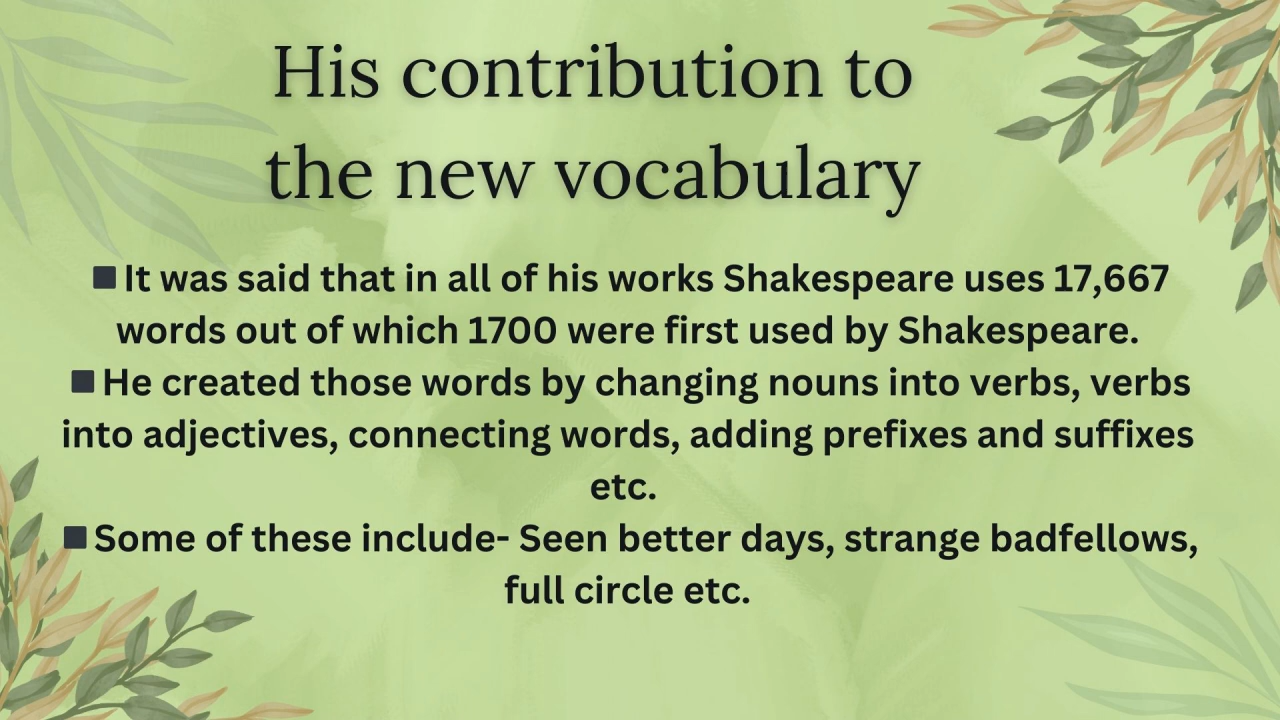 His contribution to
the new vocabulary
■ It was said that in all of his works Shakespeare uses 17,667
words out of which 1700 were first used by Shakespeare.
■ He created those words by changing nouns into verbs, verbs
into adjectives, connecting words, adding prefixes and suffixes
etc.
■ Some of these include- Seen better days, strange badfellows,
full circle etc.